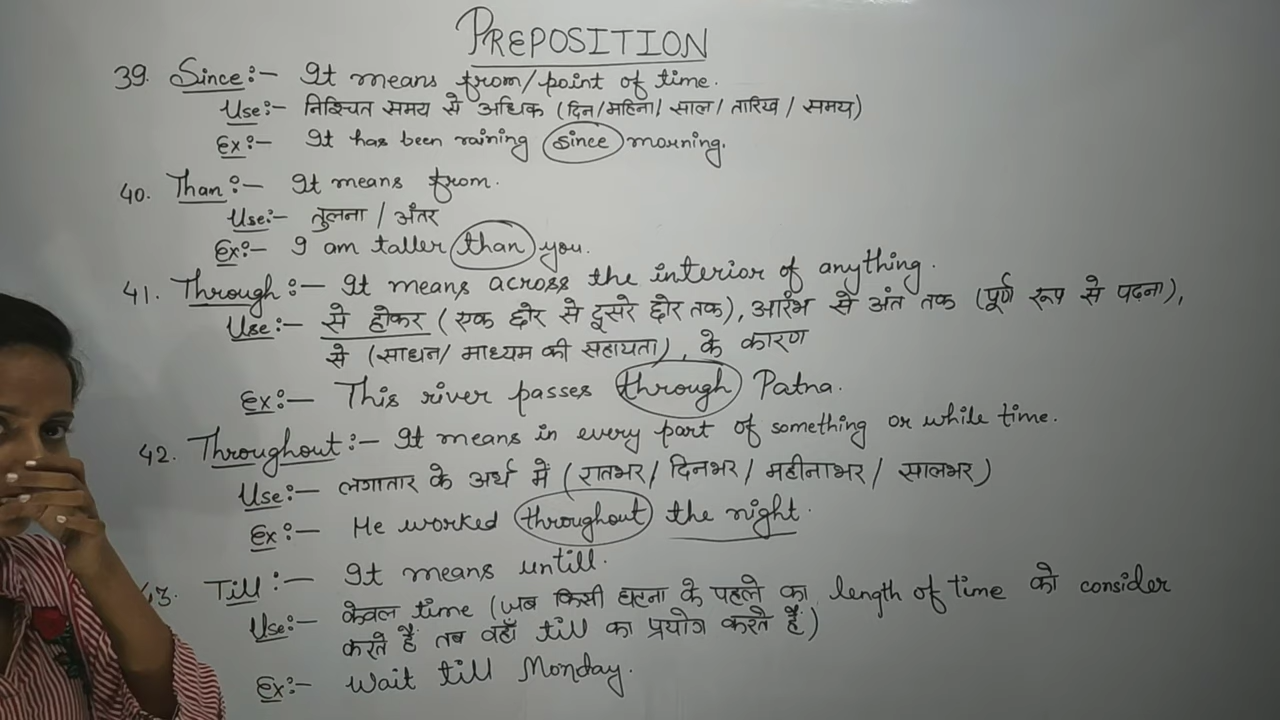 PREPOSITION
39. Since:- It means from/point of time.
Use:- निश्चित समय से अधिक (दिन/महिना/ साल/ तारिख / समय)
Ex:- It has been raining since morning.
40. Than:- It means from.
Use:- तुलना / अंतर
Ex:- I am taller than you.
41. Through:- It means across the interior of anything.
Use:- से होकर (एक छोर से दूसरे छोर तक), आरंभ से अंत तक (पूर्ण रूप से पढना),
से (साधन/ माध्यम की सहायता), के कारण
Ex:- This river passes through Patna.
42. Throughout:- It means in every part of something or while time.
Use:- लगातार के अर्थ में (रातभर/ दिनभर/ महीनाभर/ सालभर)
Ex:- He worked throughout the night.
43. Till:- It means untill.
Use:- केवल time (जब किसी घटना के पहले का length of time को consider
करते हैं तब वहाँ till का प्रयोग करते हैं)
Ex:- Wait till Monday.